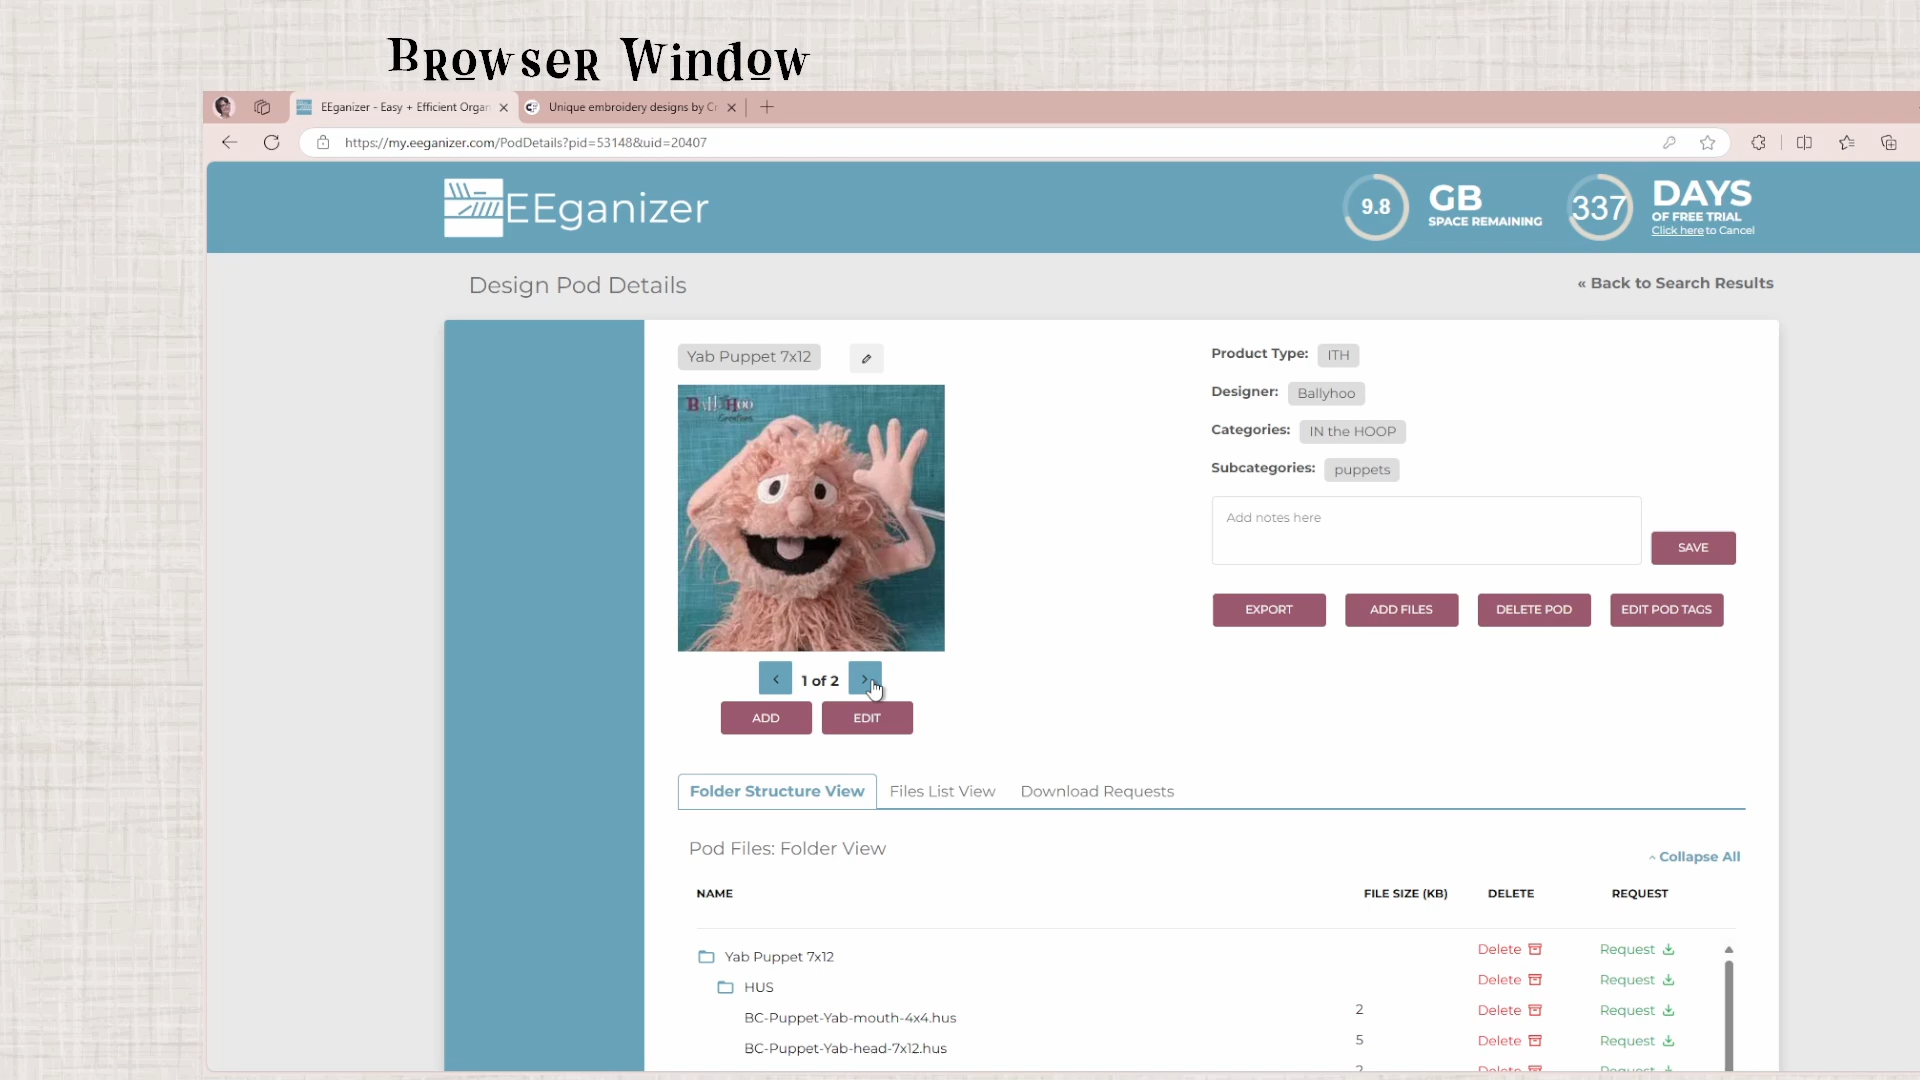 Browser Window
EEganizer - Easy + Efficient Organ
Unique embroidery designs by Cr
https://my.eeganizer.com/PodDetails?pid=53148&uid=20407
EEganizer
9.8
GB
SPACE REMAINING
337
DAYS
OF FREE TRIAL
Click here to Cancel
Design Pod Details
« Back to Search Results
Yab Puppet 7x12
BallyHoo
Creations
Product Type: ITH
Designer: Ballyhoo
Categories: IN the HOOP
Subcategories: puppets
Add notes here
SAVE
EXPORT
ADD FILES
DELETE POD
EDIT POD TAGS
1 of 2
ADD
EDIT
Folder Structure View
Files List View
Download Requests
Pod Files: Folder View
Collapse All
NAME
FILE SIZE (KB)
DELETE
REQUEST
Yab Puppet 7x12
Delete
Request
HUS
Delete
Request
BC-Puppet-Yab-mouth-4x4.hus
2
Delete
Request
BC-Puppet-Yab-head-7x12.hus
5
Delete
Request
2
Delete
Request